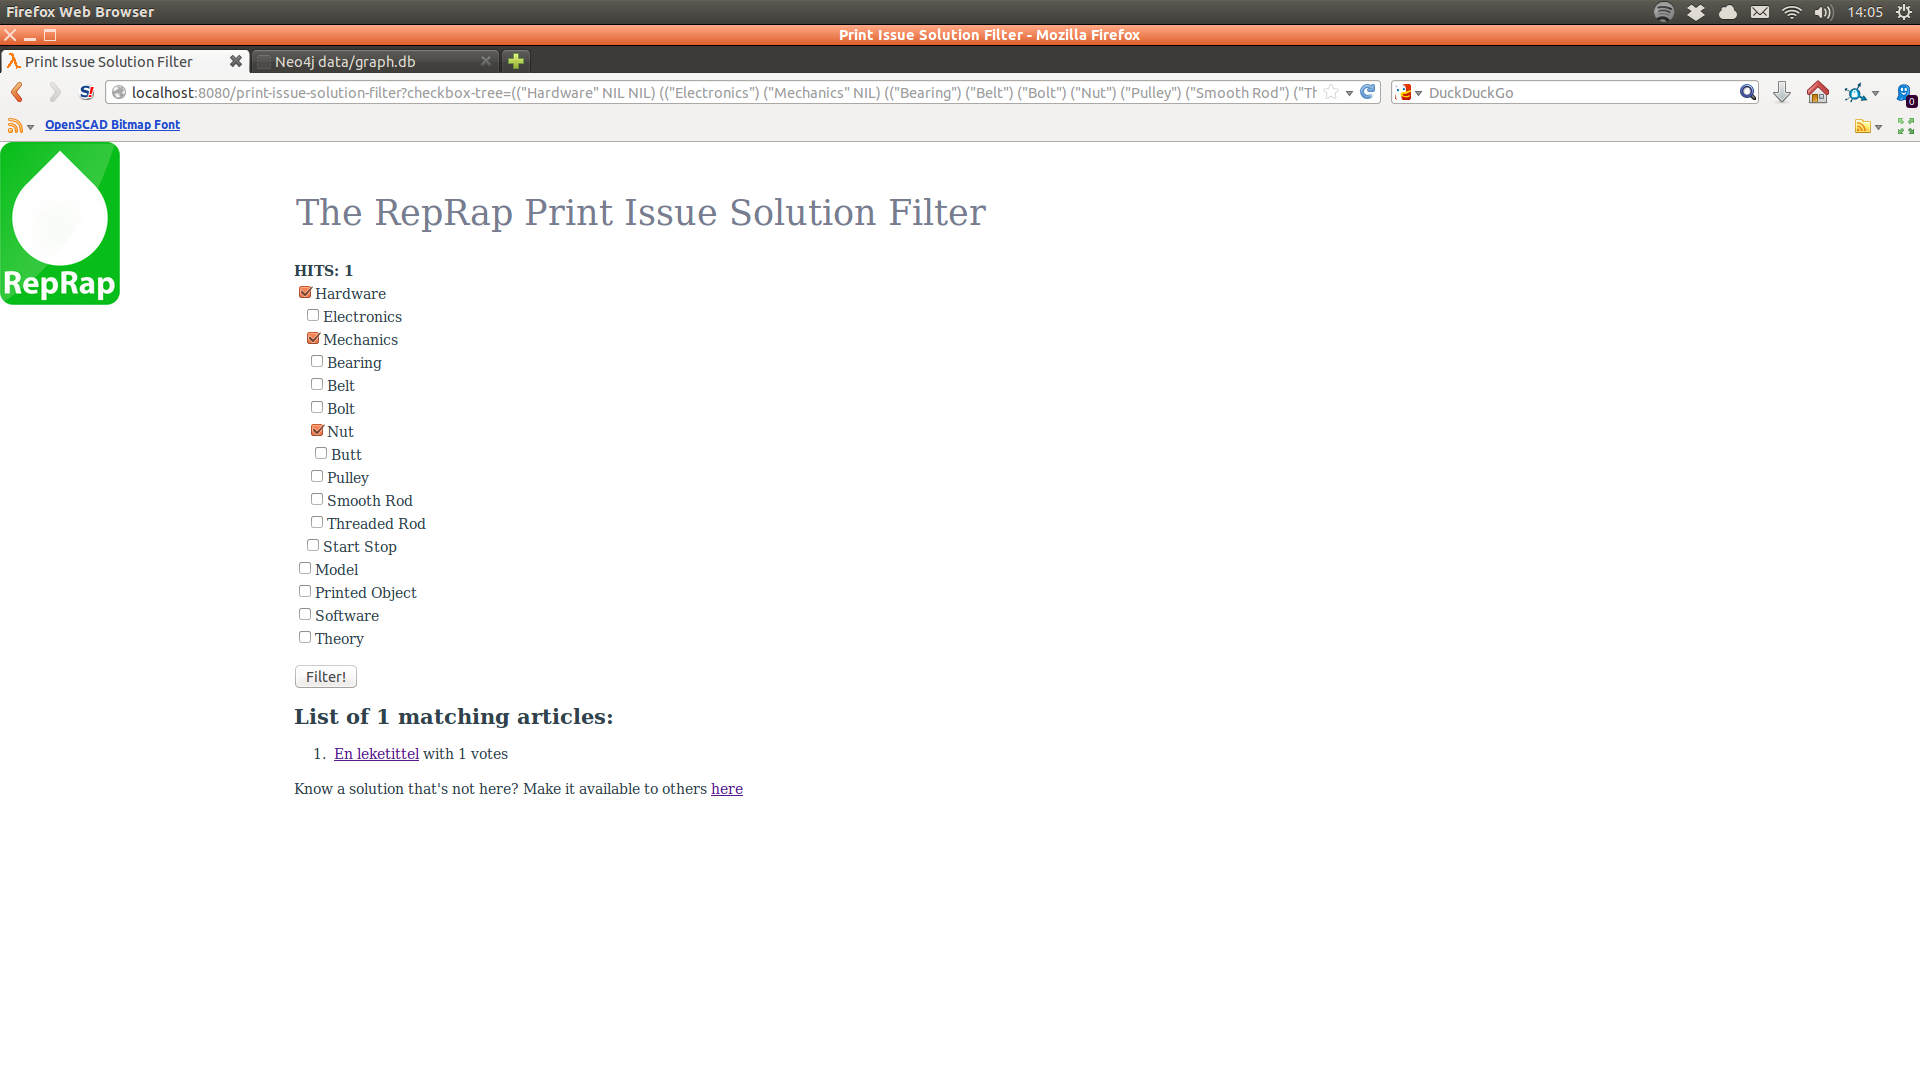 Firefox Web Browser
14:05
Print Issue Solution Filter - Mozilla Firefox
Print Issue Solution Filter
Neo4j data/graph.db
localhost:8080/print-issue-solution-filter?checkbox-tree=(("Hardware" NIL NIL) (("Electronics") ("Mechanics" NIL) (("Bearing") ("Belt") ("Bolt") ("Nut") ("Pulley") ("Smooth Rod") ("Th
DuckDuckGo
0
OpenSCAD Bitmap Font
RepRap
The RepRap Print Issue Solution Filter
HITS: 1
Hardware
Electronics
Mechanics
Bearing
Belt
Bolt
Nut
Butt
Pulley
Smooth Rod
Threaded Rod
Start Stop
Model
Printed Object
Software
Theory
Filter!
List of 1 matching articles:
1. En leketittel with 1 votes
Know a solution that's not here? Make it available to others here